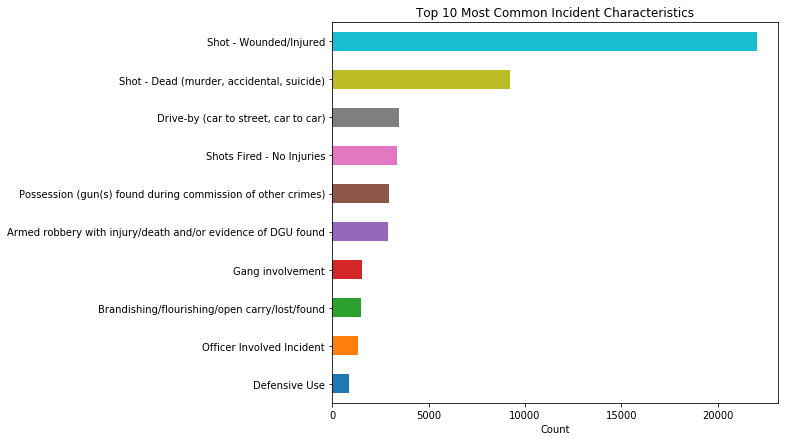 Top 10 Most Common Incident Characteristics
Shot - Wounded/Injured
Shot - Dead (murder, accidental, suicide)
Drive-by (car to street, car to car)
Shots Fired - No Injuries
Possession (gun(s) found during commission of other crimes)
Armed robbery with injury/death and/or evidence of DGU found
Gang involvement
Brandishing/flourishing/open carry/lost/found
Officer Involved Incident
Defensive Use
0 5000 10000 15000 20000
Count